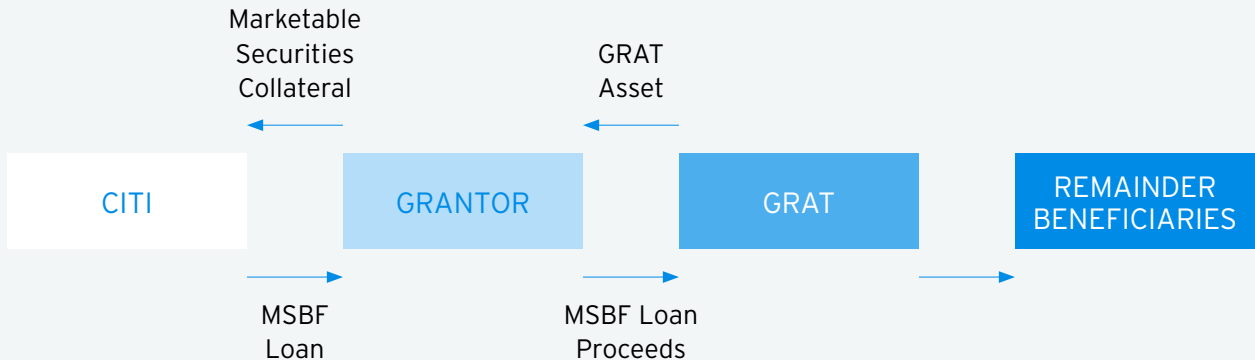 Marketable
Securities
Collateral
GRAT
Asset
CITI
GRANTOR
GRAT
REMAINDER
BENEFICIARIES
MSBF
Loan
MSBF Loan
Proceeds